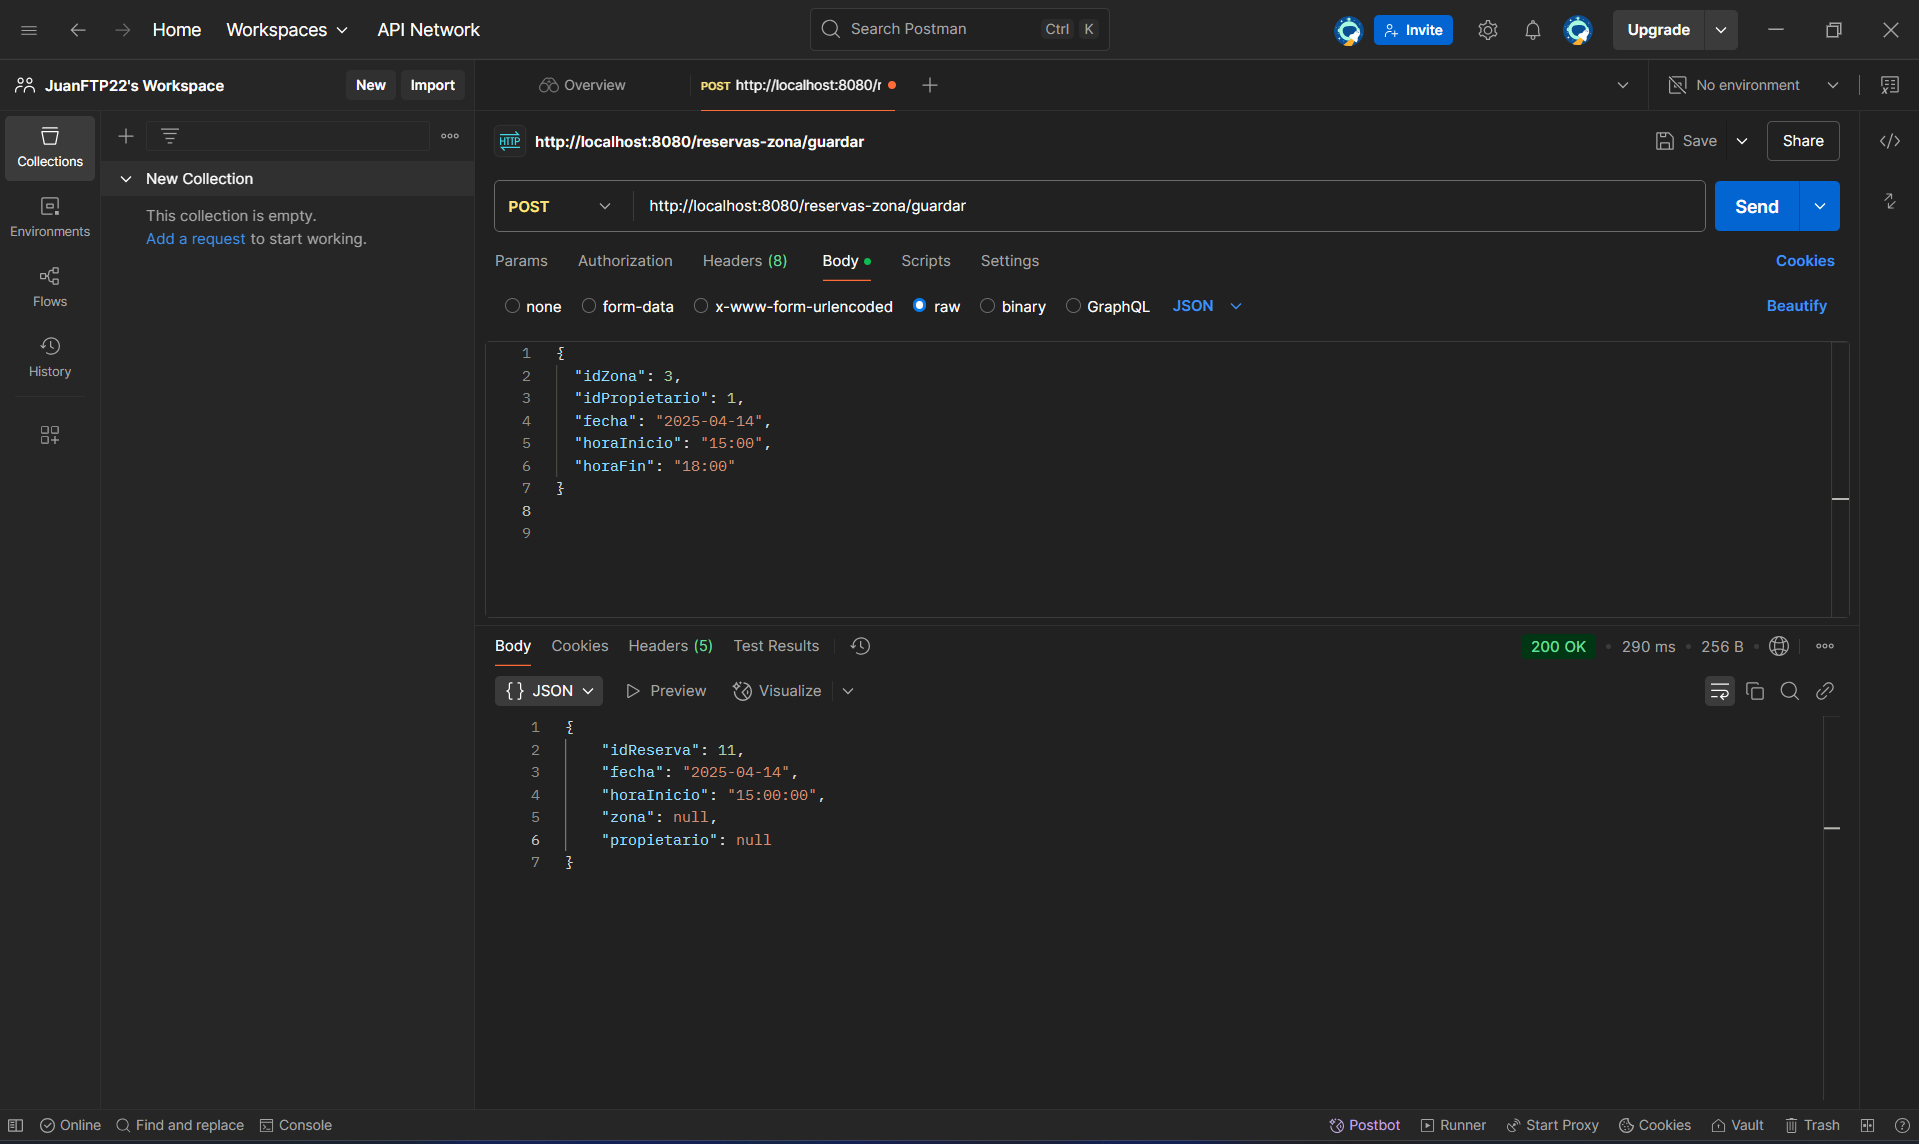 Home Workspaces API Network Search Postman Ctrl K Invite Upgrade
JuanFTP22's Workspace New Import Overview POST http://localhost:8080/r No environment
Collections
Environments
Flows
History
New Collection
This collection is empty.
Add a request to start working.
HTTP http://localhost:8080/reservas-zona/guardar Save Share
POST http://localhost:8080/reservas-zona/guardar Send
Params Authorization Headers (8) Body Scripts Settings Cookies
none form-data x-www-form-urlencoded raw binary GraphQL JSON Beautify
1 {
2 "idZona": 3,
3 "idPropietario": 1,
4 "fecha": "2025-04-14",
5 "horaInicio": "15:00",
6 "horaFin": "18:00"
7 }
8
9
Body Cookies Headers (5) Test Results 200 OK 290 ms 256 B
{} JSON Preview Visualize
1 {
2 "idReserva": 11,
3 "fecha": "2025-04-14",
4 "horaInicio": "15:00:00",
5 "zona": null,
6 "propietario": null
7 }
Online Find and replace Console Postbot Runner Start Proxy Cookies Vault Trash